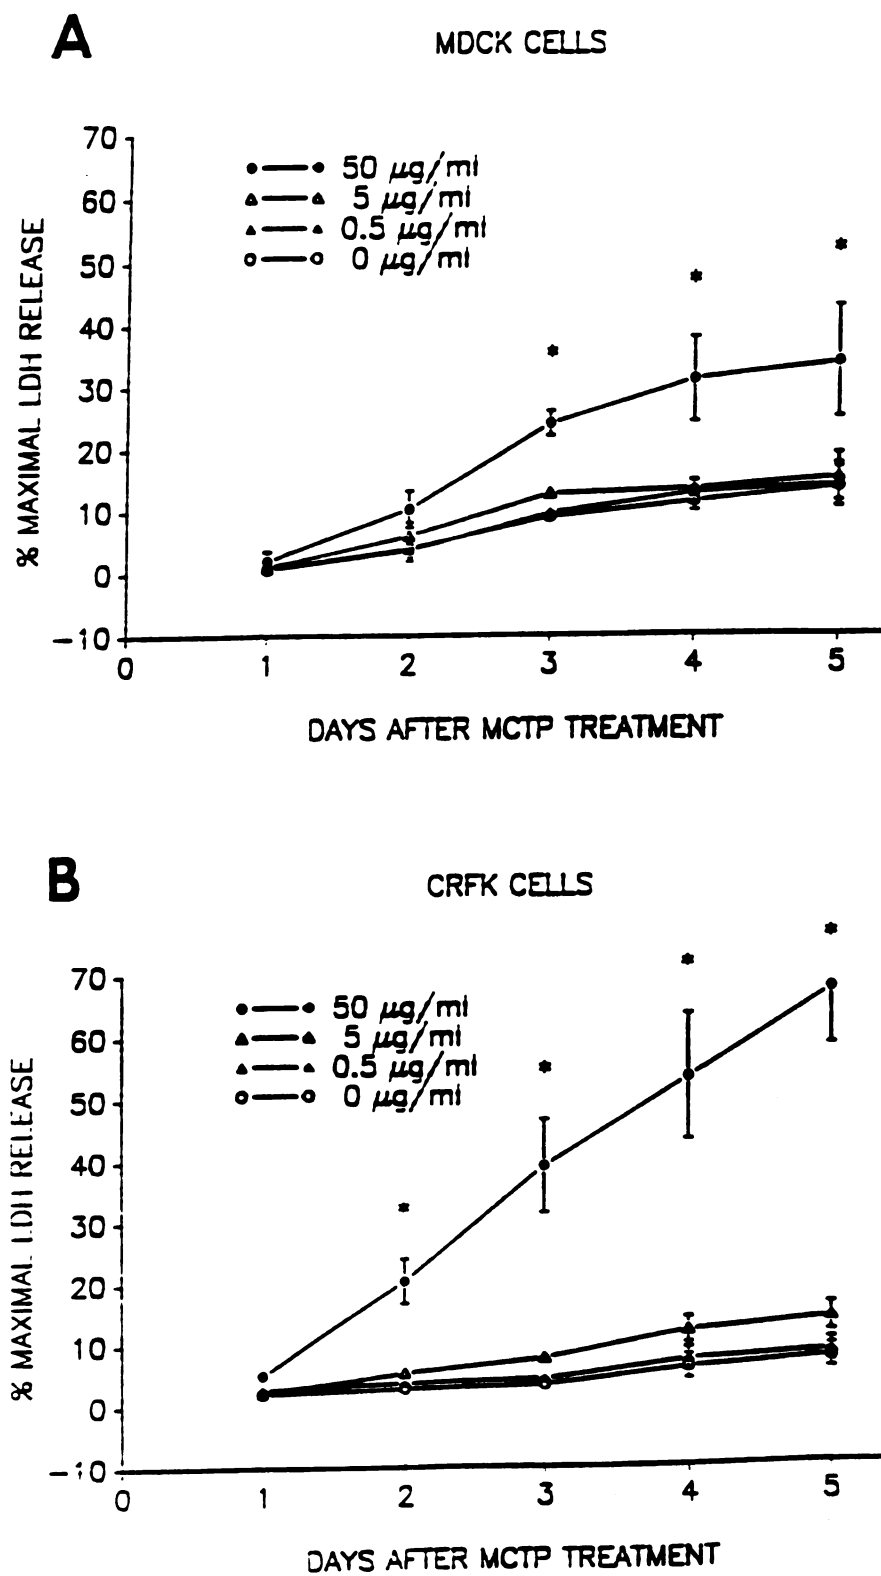 A
MDCK CELLS
70
60
50
40
30
20
10
0
-10
% MAXIMAL LDH RELEASE
50 µg/ml
5 µg/ml
0.5 µg/ml
0 µg/ml
*
*
*
0 1 2 3 4 5
DAYS AFTER MCTP TREATMENT
B
CRFK CELLS
70
60
50
40
30
20
10
0
-10
% MAXIMAL LDH RELEASE
50 µg/ml
5 µg/ml
0.5 µg/ml
0 µg/ml
*
*
*
*
0 1 2 3 4 5
DAYS AFTER MCTP TREATMENT